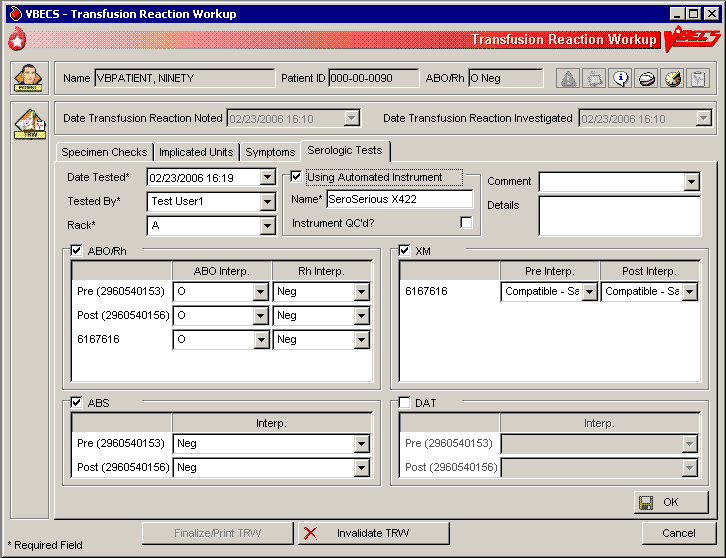 VBECS - Transfusion Reaction Workup
Transfusion Reaction Workup VBECS
PATIENT
Name VBPATIENT, NINETY Patient ID 000-00-0090 ABO/Rh O Neg
TRW
Date Transfusion Reaction Noted 02/23/2006 16:10 Date Transfusion Reaction Investigated 02/23/2006 16:10
Specimen Checks Implicated Units Symptoms Serologic Tests
Date Tested* 02/23/2006 16:19
Tested By* Test User1
Rack* A
Using Automated Instrument
Name* SeroSerious X422
Instrument QC'd?
Comment
Details
ABO/Rh
ABO Interp. Rh Interp.
Pre (2960540153) O Neg
Post (2960540156) O Neg
6167616 O Neg
XM
Pre Interp. Post Interp.
6167616 Compatible - Sa Compatible - Sa
ABS
Interp.
Pre (2960540153) Neg
Post (2960540156) Neg
DAT
Interp.
Pre (2960540153)
Post (2960540156)
OK
* Required Field
Finalize/Print TRW Invalidate TRW Cancel